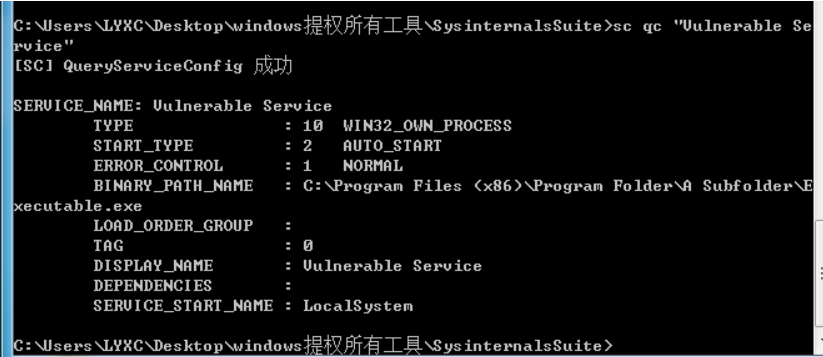 C:\Users\LYXC\Desktop\windows提权所有工具\SysinternalsSuite>sc qc "Vulnerable Se
rvice"
[SC] QueryServiceConfig 成功
SERVICE_NAME: Vulnerable Service
TYPE : 10 WIN32_OWN_PROCESS
START_TYPE : 2 AUTO_START
ERROR_CONTROL : 1 NORMAL
BINARY_PATH_NAME : C:\Program Files (x86)\Program Folder\A Subfolder\E
xecutable.exe
LOAD_ORDER_GROUP :
TAG : 0
DISPLAY_NAME : Vulnerable Service
DEPENDENCIES :
SERVICE_START_NAME : LocalSystem
C:\Users\LYXC\Desktop\windows提权所有工具\SysinternalsSuite>